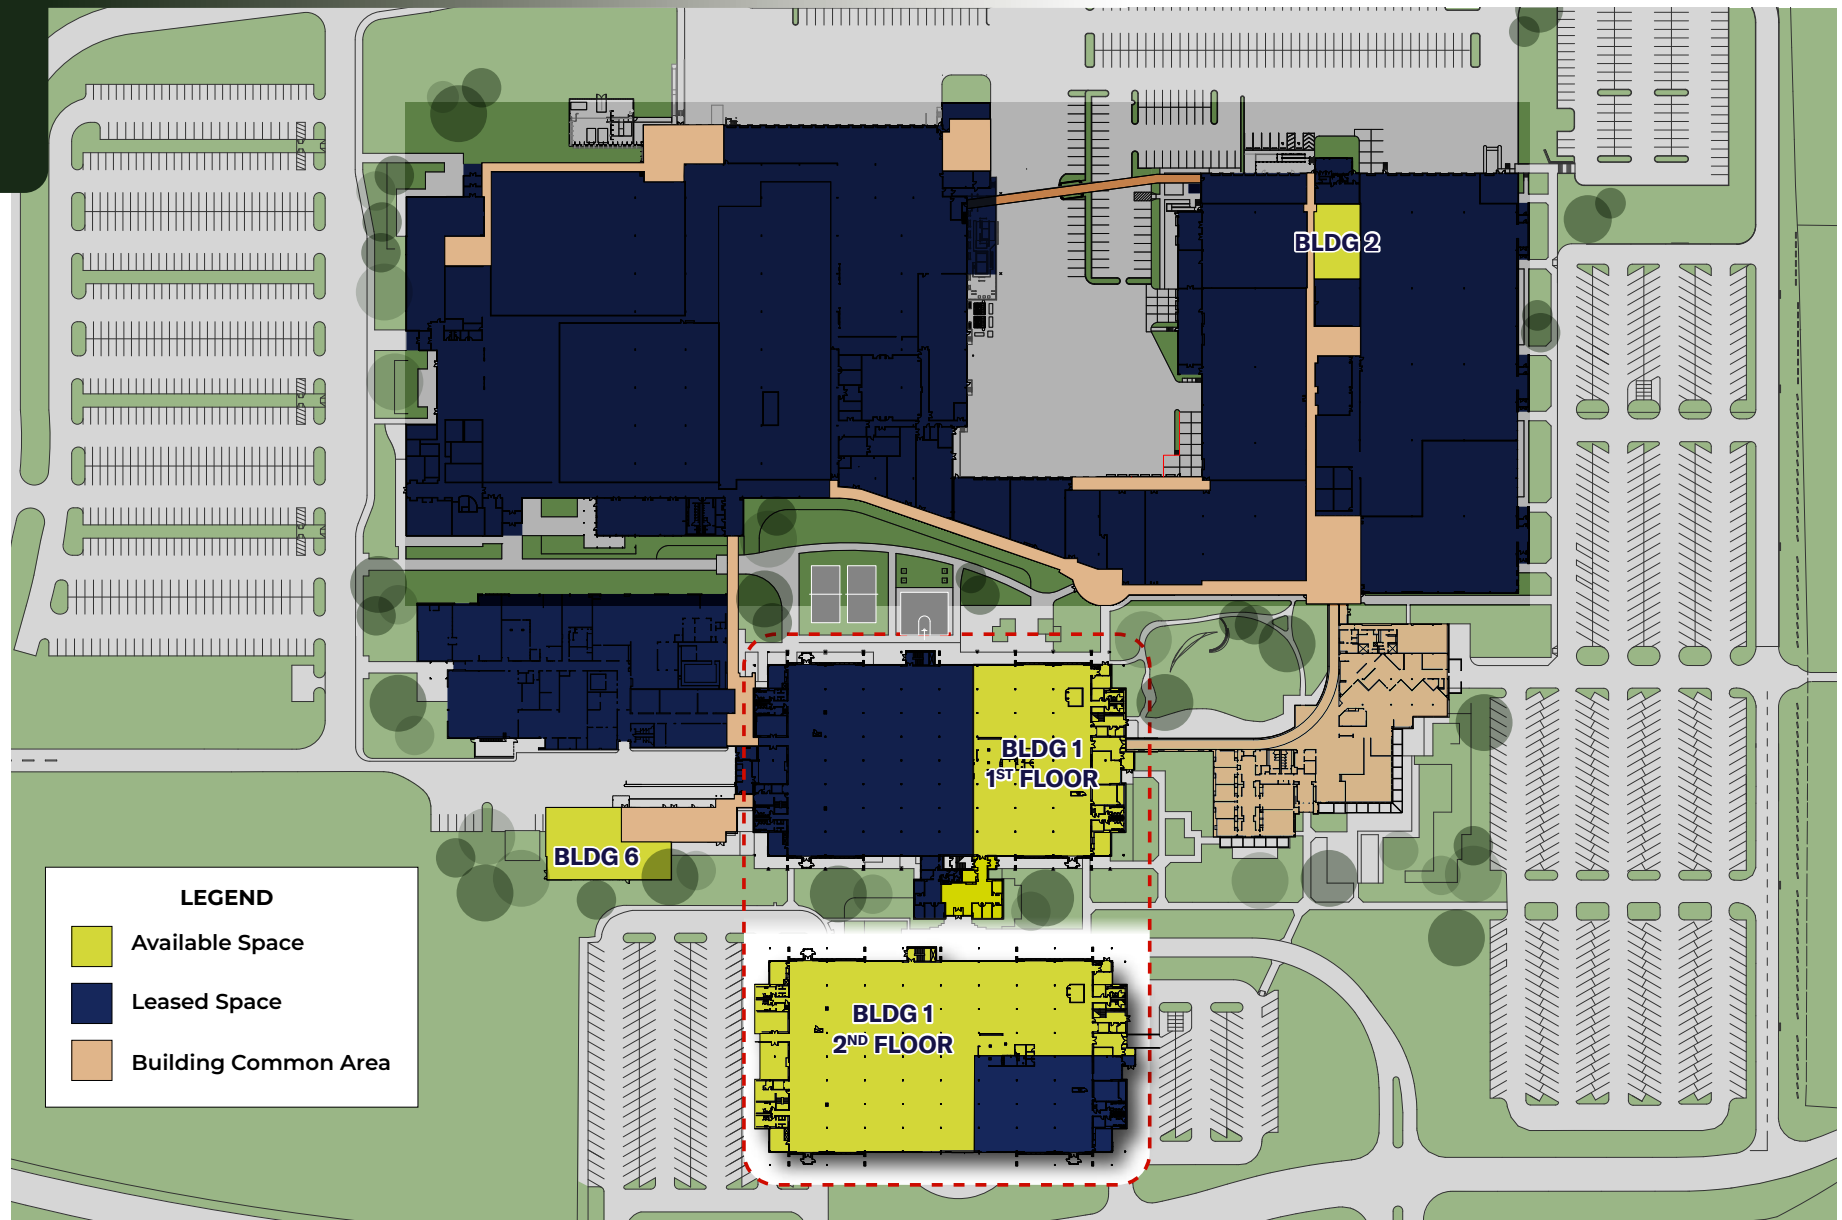 BLDG 2
BLDG 1
1ST FLOOR
BLDG 6
LEGEND
Available Space
Leased Space
Building Common Area
BLDG 1
2ND FLOOR